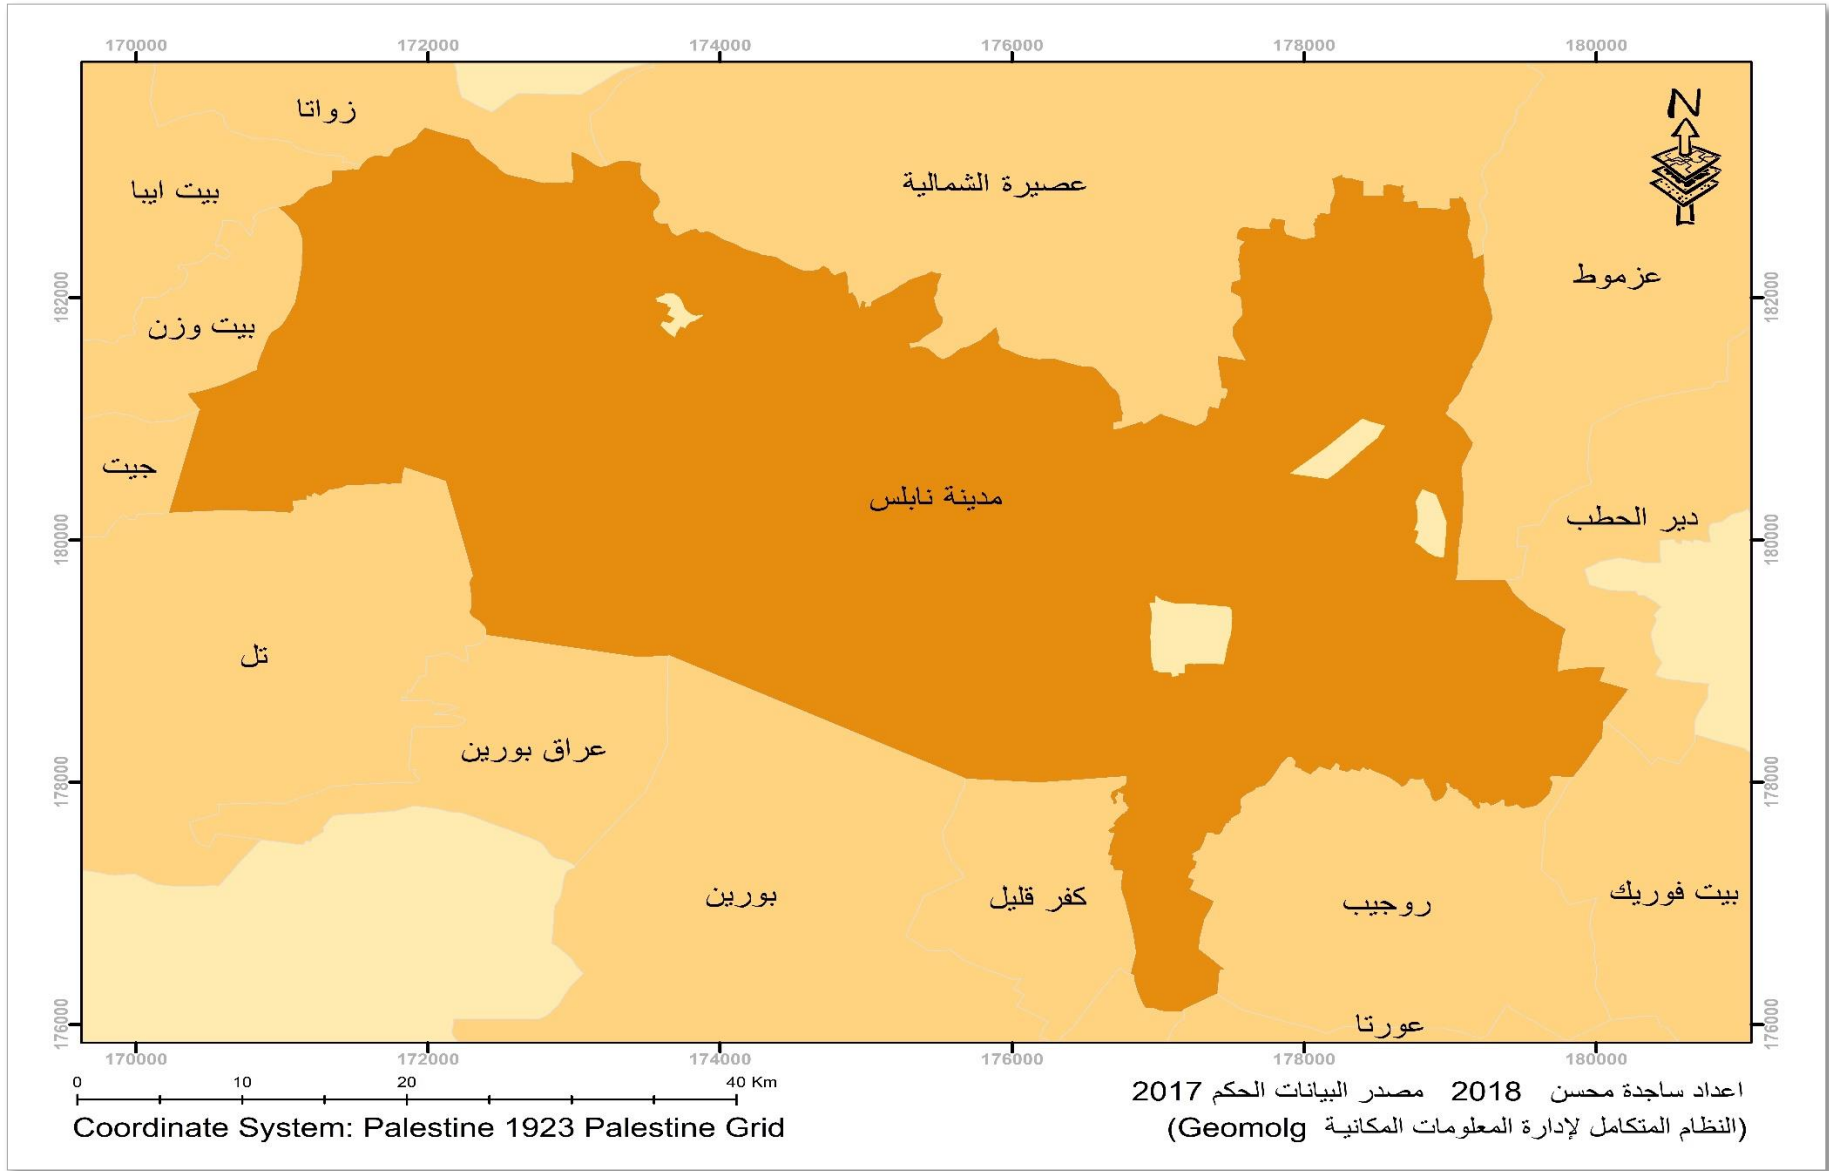 170000 172000 174000 176000 178000 180000
زواتا
N
عصيرة الشمالية
بيت ايبا
عزموط
182000 182000
بيت وزن
جيت
مدينة نابلس
دير الحطب
180000 180000
تل
عراق بورين
178000 178000
بورين
كفر قليل
روجيب
بيت فوريك
عورتا
176000 176000
170000 172000 174000 176000 178000 180000
0 10 20 40 Km
Coordinate System: Palestine 1923 Palestine Grid
اعداد ساجدة محسن 2018 مصدر البيانات الحكم 2017
(النظام المتكامل لإدارة المعلومات المكانية Geomolg)